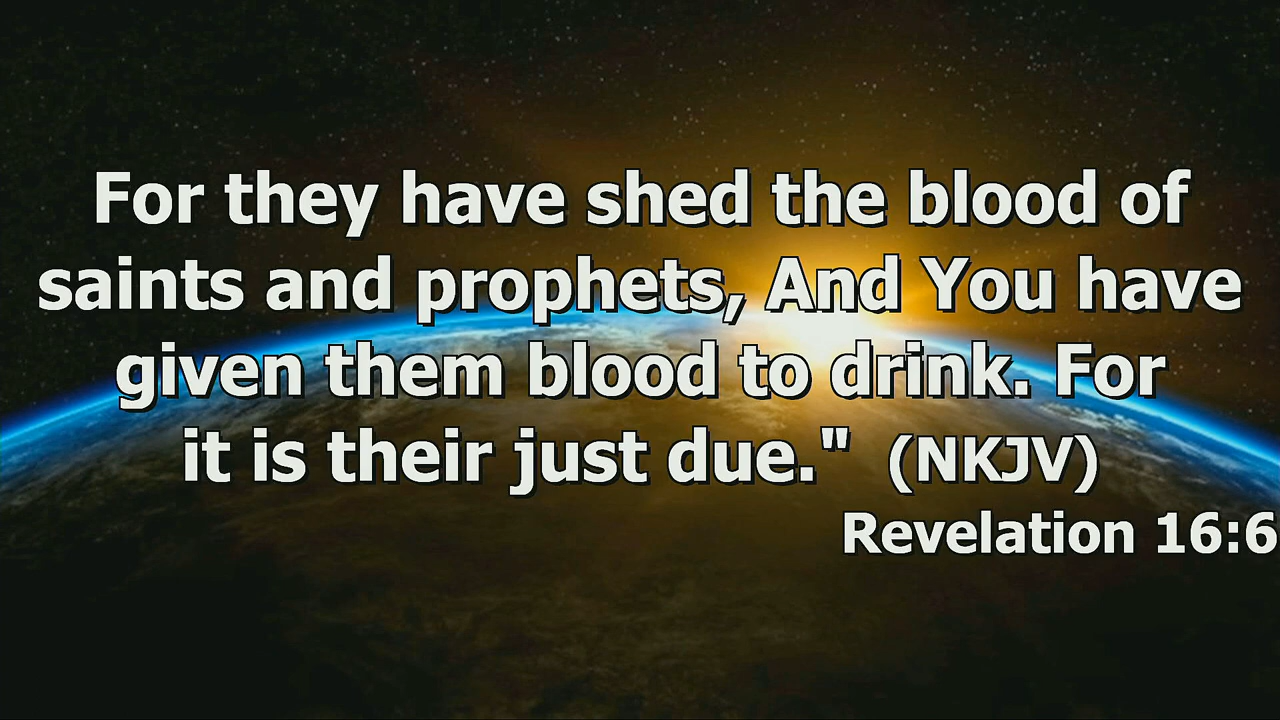 For they have shed the blood of
saints and prophets, And You have
given them blood to drink. For
it is their just due." (NKJV)
Revelation 16:6